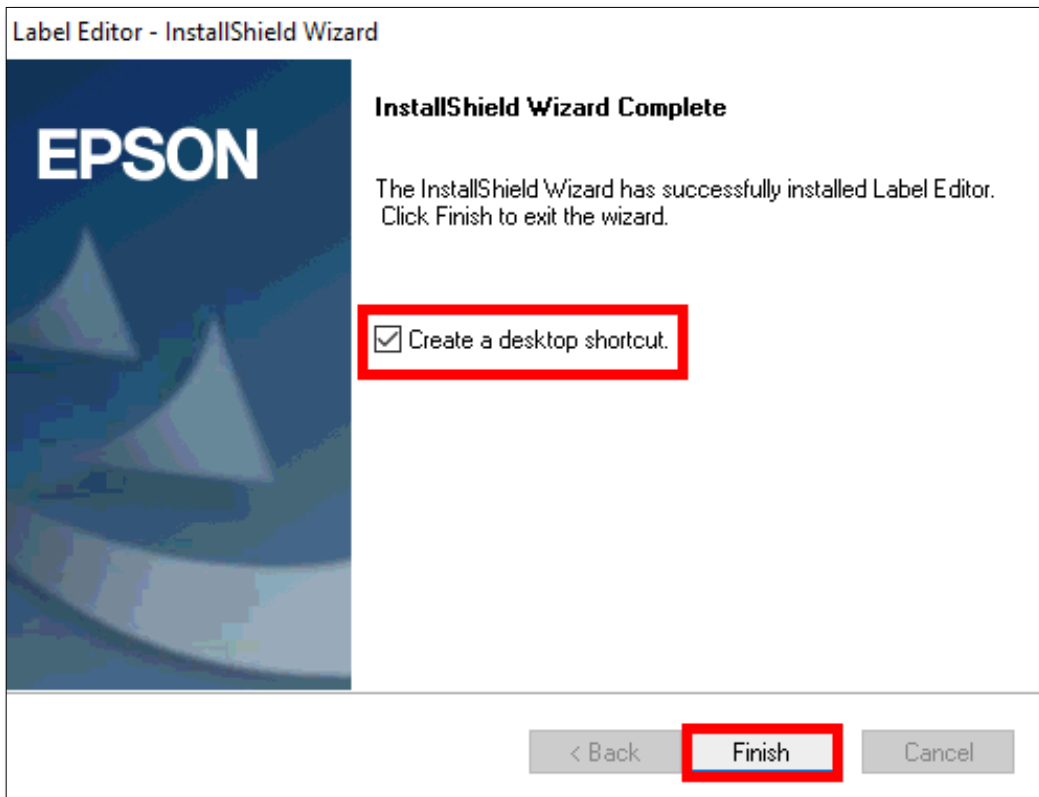 Label Editor - InstallShield Wizard
EPSON
InstallShield Wizard Complete
The InstallShield Wizard has successfully installed Label Editor.
Click Finish to exit the wizard.
Create a desktop shortcut.
< Back
Finish
Cancel